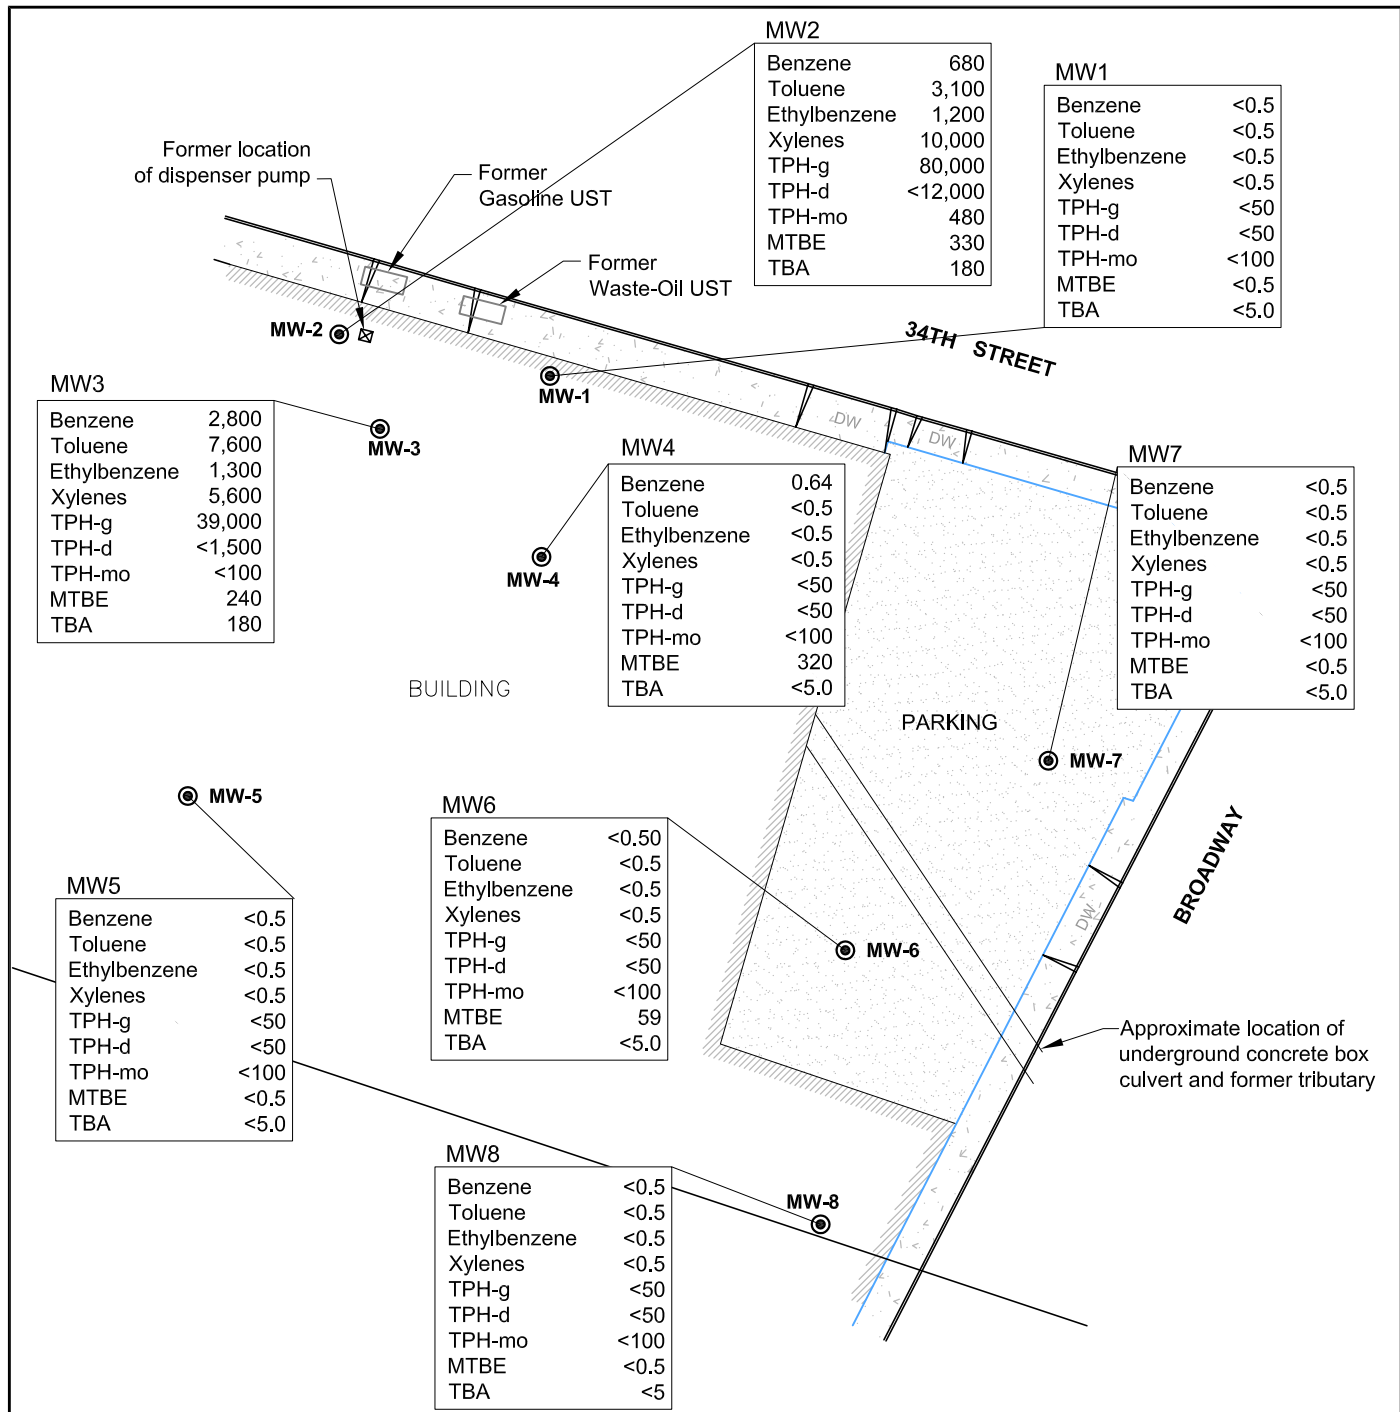 MW2
Benzene 680
Toluene 3,100
Ethylbenzene 1,200
Xylenes 10,000
TPH-g 80,000
TPH-d <12,000
TPH-mo 480
MTBE 330
TBA 180
MW1
Benzene <0.5
Toluene <0.5
Ethylbenzene <0.5
Xylenes <0.5
TPH-g <50
TPH-d <50
TPH-mo <100
MTBE <0.5
TBA <5.0
Former location
of dispenser pump
Former
Gasoline UST
Former
Waste-Oil UST
34TH STREET
MW-2
MW-1
MW3
Benzene 2,800
Toluene 7,600
Ethylbenzene 1,300
Xylenes 5,600
TPH-g 39,000
TPH-d <1,500
TPH-mo <100
MTBE 240
TBA 180
MW-3
DW
DW
MW4
Benzene 0.64
Toluene <0.5
Ethylbenzene <0.5
Xylenes <0.5
TPH-g <50
TPH-d <50
TPH-mo <100
MTBE 320
TBA <5.0
MW-4
MW7
Benzene <0.5
Toluene <0.5
Ethylbenzene <0.5
Xylenes <0.5
TPH-g <50
TPH-d <50
TPH-mo <100
MTBE <0.5
TBA <5.0
BUILDING
PARKING
MW-7
MW-5
MW6
Benzene <0.50
Toluene <0.5
Ethylbenzene <0.5
Xylenes <0.5
TPH-g <50
TPH-d <50
TPH-mo <100
MTBE 59
TBA <5.0
MW-6
BROADWAY
DW
MW5
Benzene <0.5
Toluene <0.5
Ethylbenzene <0.5
Xylenes <0.5
TPH-g <50
TPH-d <50
TPH-mo <100
MTBE <0.5
TBA <5.0
Approximate location of
underground concrete box
culvert and former tributary
MW8
Benzene <0.5
Toluene <0.5
Ethylbenzene <0.5
Xylenes <0.5
TPH-g <50
TPH-d <50
TPH-mo <100
MTBE <0.5
TBA <5
MW-8